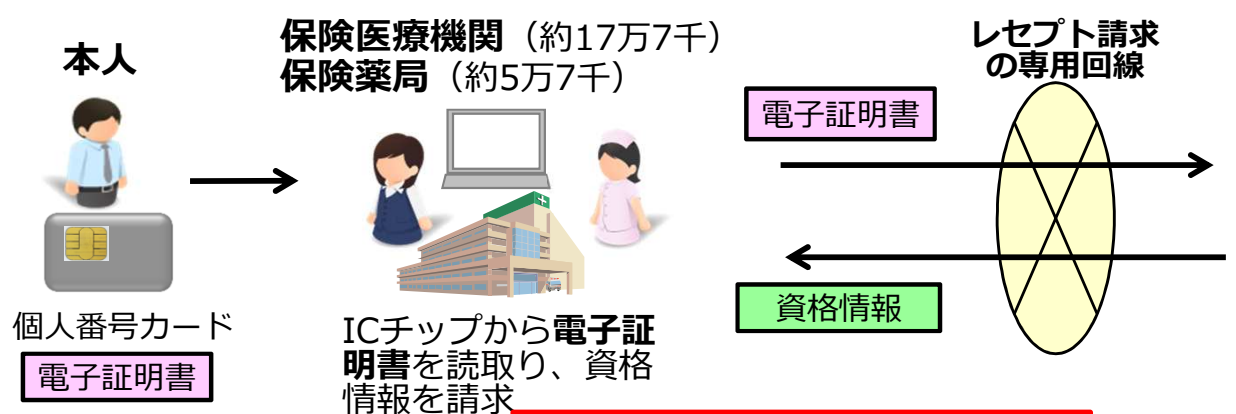 本人
個人番号カード
電子証明書
保険医療機関（約17万7千）
保険薬局（約5万7千）
ICチップから電子証
明書を読取り、資格
情報を請求
電子証明書
資格情報
レセプト請求
の専用回線